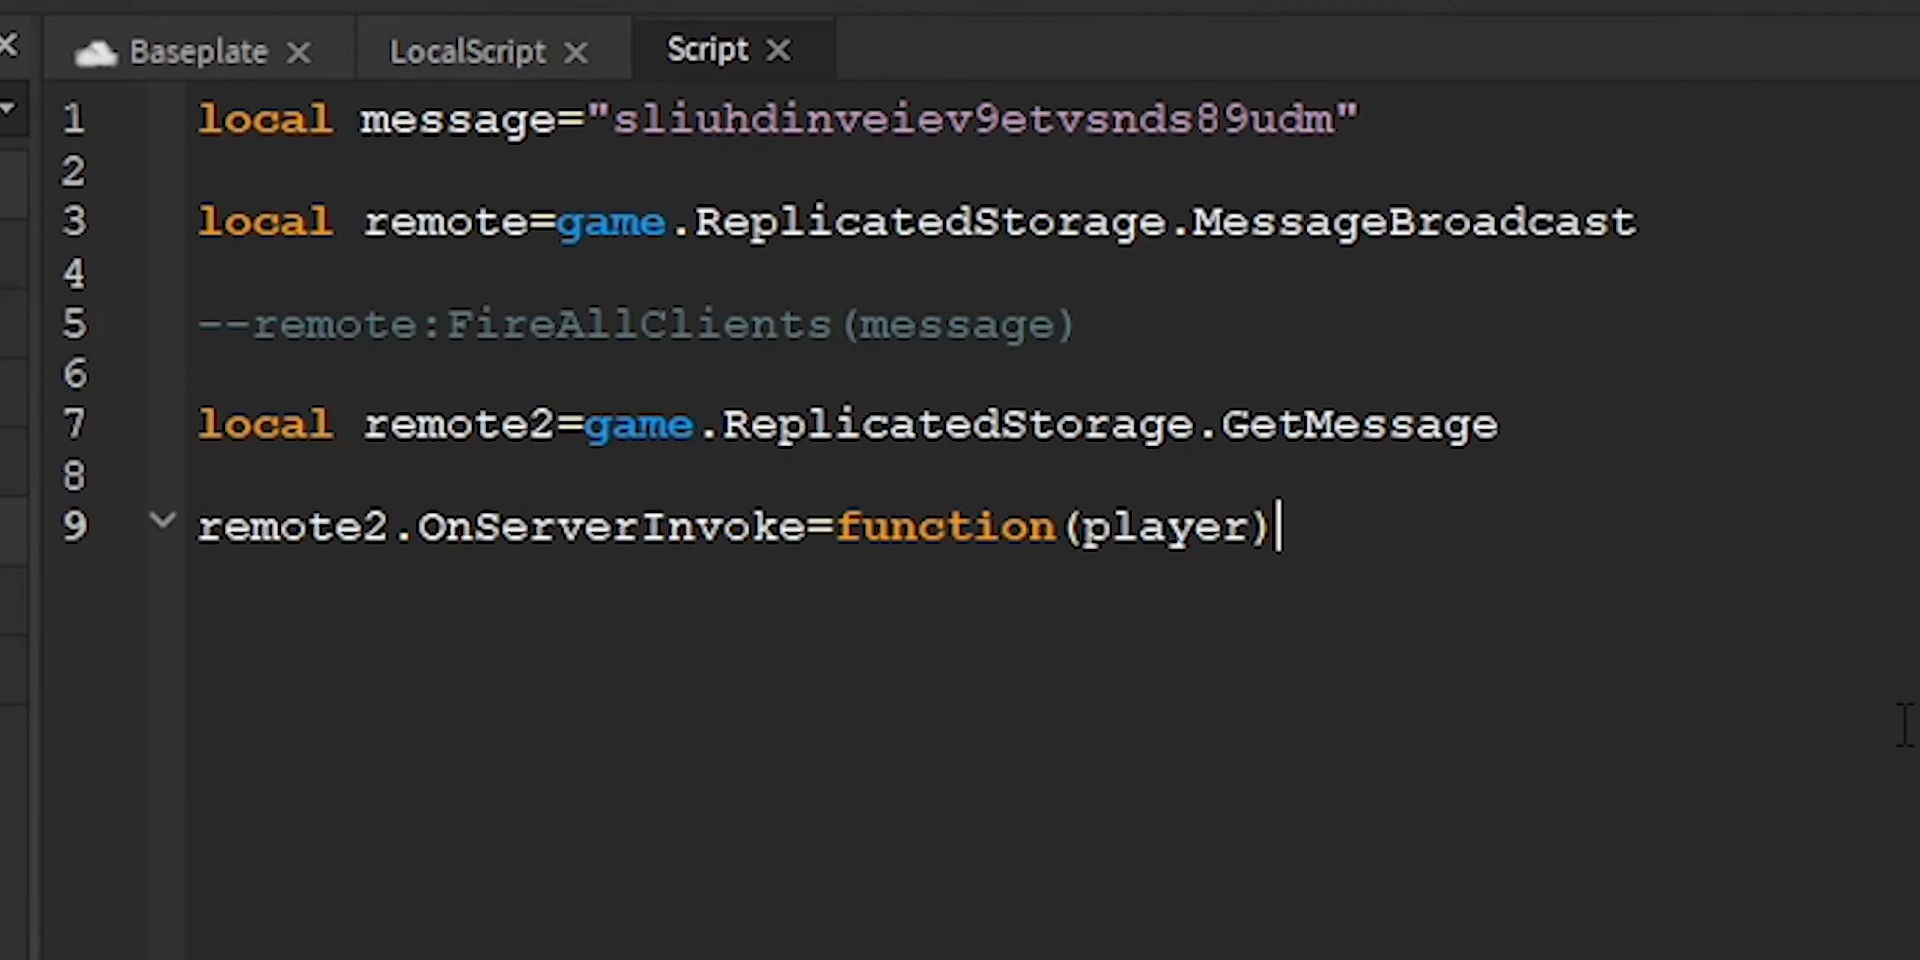 Baseplate LocalScript Script
1 local message="sliuhdinveiev9etvsnds89udm"
2
3 local remote=game.ReplicatedStorage.MessageBroadcast
4
5 --remote:FireAllClients(message)
6
7 local remote2=game.ReplicatedStorage.GetMessage
8
9 remote2.OnServerInvoke=function(player)